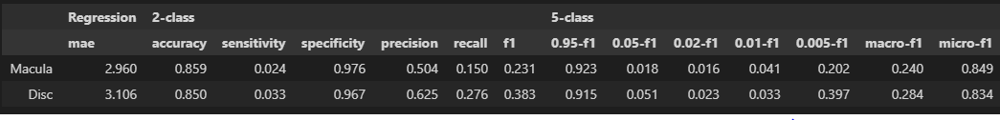 Regression 2-class 5-class
mae accuracy sensitivity specificity precision recall f1 0.95-f1 0.05-f1 0.02-f1 0.01-f1 0.005-f1 macro-f1 micro-f1
Macula 2.960 0.859 0.024 0.976 0.504 0.150 0.231 0.923 0.018 0.016 0.041 0.202 0.240 0.849
Disc 3.106 0.850 0.033 0.967 0.625 0.276 0.383 0.915 0.051 0.023 0.033 0.397 0.284 0.834